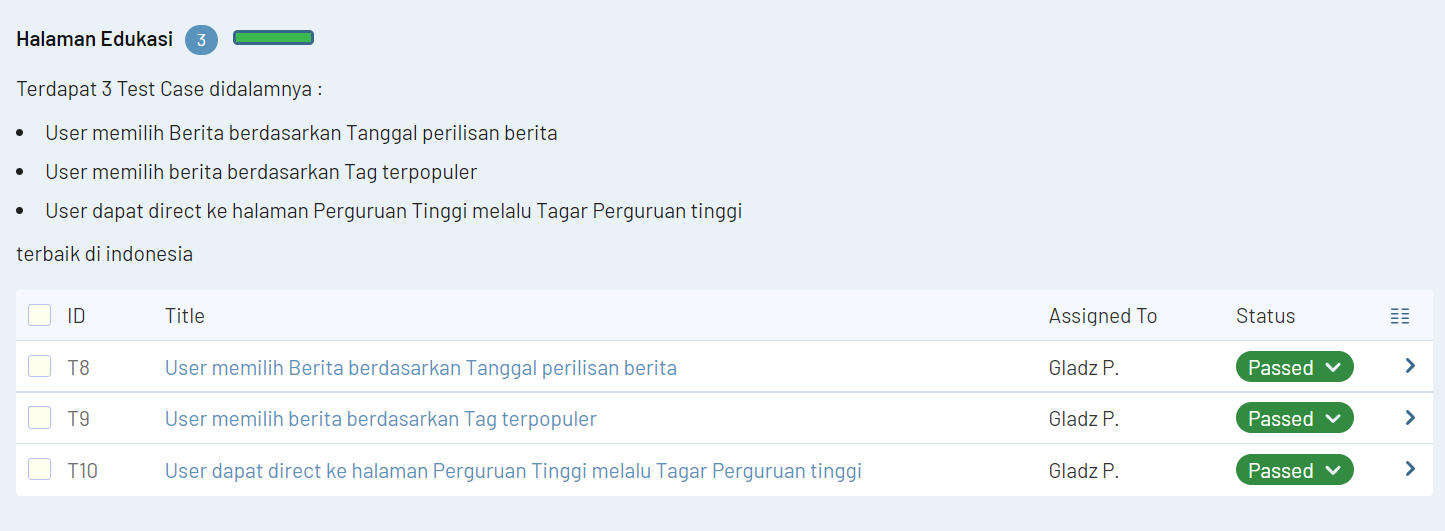 Halaman Edukasi 3
Terdapat 3 Test Case didalamnya :
• User memilih Berita berdasarkan Tanggal perilisan berita
• User memilih berita berdasarkan Tag terpopuler
• User dapat direct ke halaman Perguruan Tinggi melalu Tagar Perguruan tinggi
terbaik di indonesia
ID Title Assigned To Status
T8 User memilih Berita berdasarkan Tanggal perilisan berita Gladz P. Passed
T9 User memilih berita berdasarkan Tag terpopuler Gladz P. Passed
T10 User dapat direct ke halaman Perguruan Tinggi melalu Tagar Perguruan tinggi Gladz P. Passed